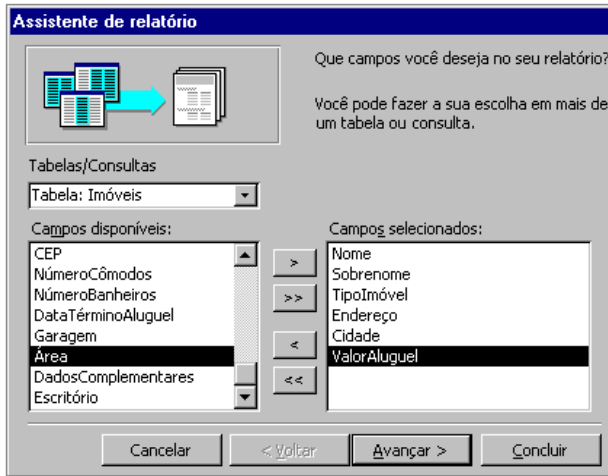 Assistente de relatório
Que campos você deseja no seu relatório?
Você pode fazer a sua escolha em mais de
um tabela ou consulta.
Tabelas/Consultas
Tabela: Imóveis
Campos disponíveis:
CEP
NúmeroCômodos
NúmeroBanheiros
DataTérminoAluguel
Garagem
Área
DadosComplementares
Escritório
>
>>
<
<<
Campos selecionados:
Nome
Sobrenome
TipoImóvel
Endereço
Cidade
ValorAluguel
Cancelar
< Voltar
Avançar >
Concluir